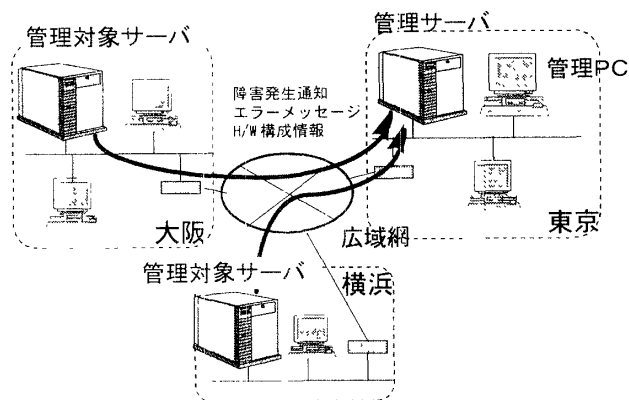 管理対象サーバ
管理サーバ
管理PC
障害発生通知
エラーメッセージ
H/W構成情報
大阪
広域網
東京
管理対象サーバ
横浜